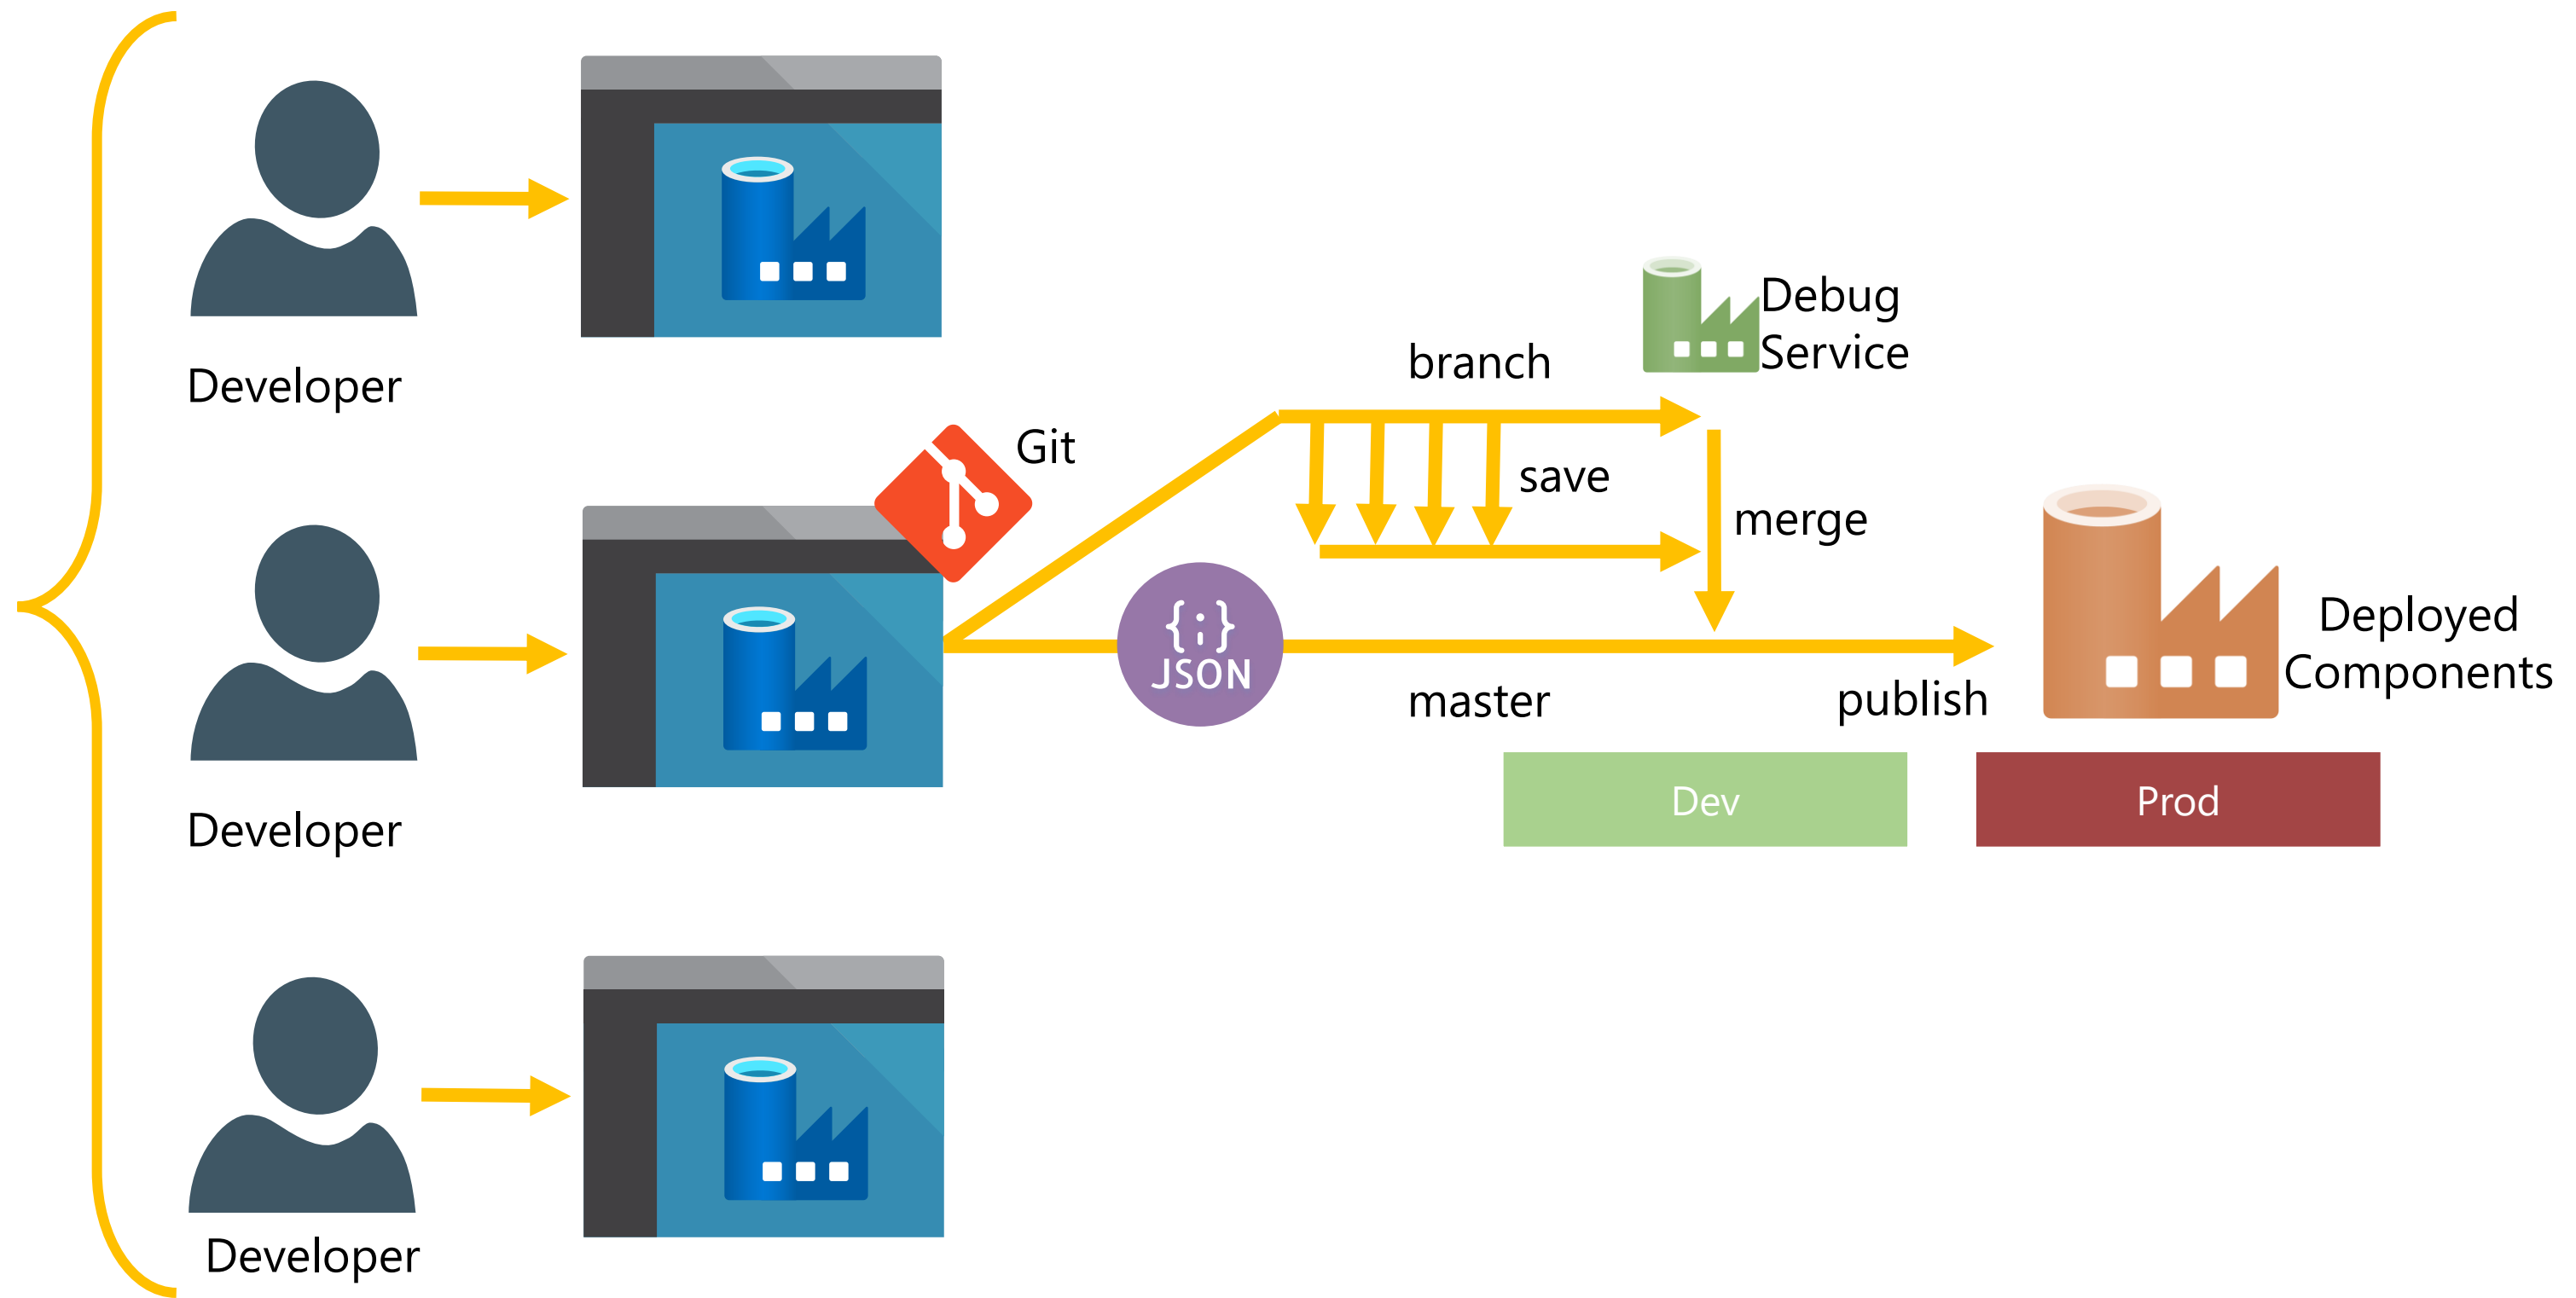 Developer
Developer
Developer
Git
branch
save
merge
Debug
Service
{;}
JSON
master
publish
Deployed
Components
Dev
Prod